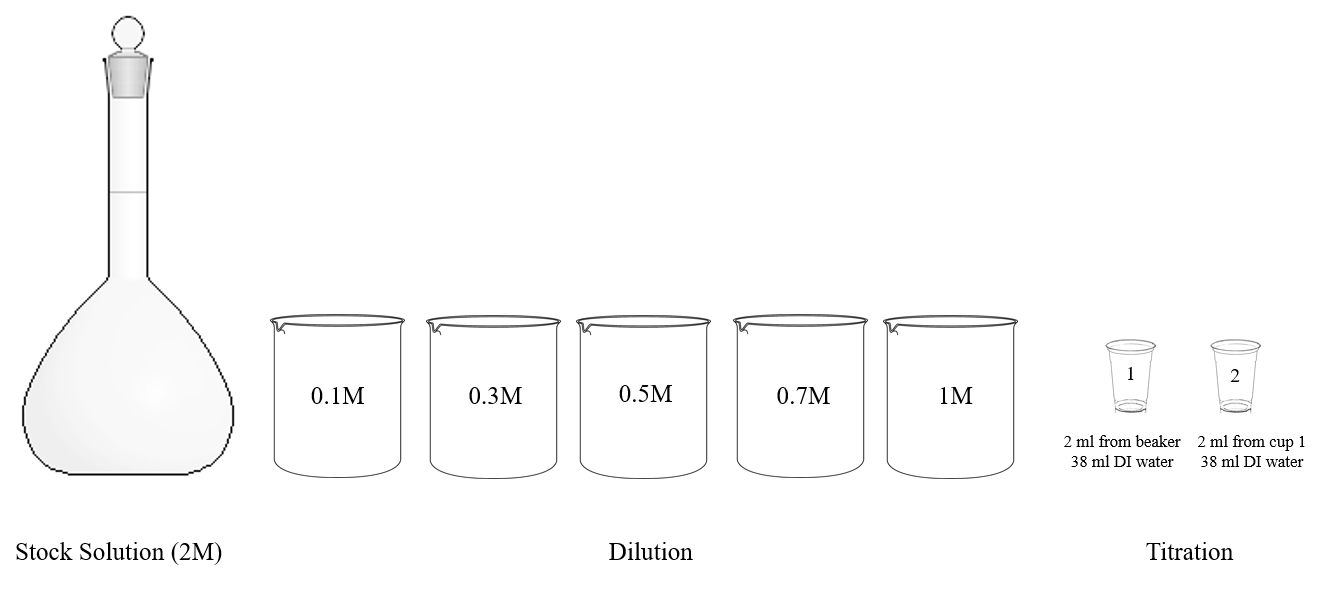 0.1M
0.3M
0.5M
0.7M
1M
1
2
2 ml from beaker
38 ml DI water
2 ml from cup 1
38 ml DI water
Stock Solution (2M)
Dilution
Titration